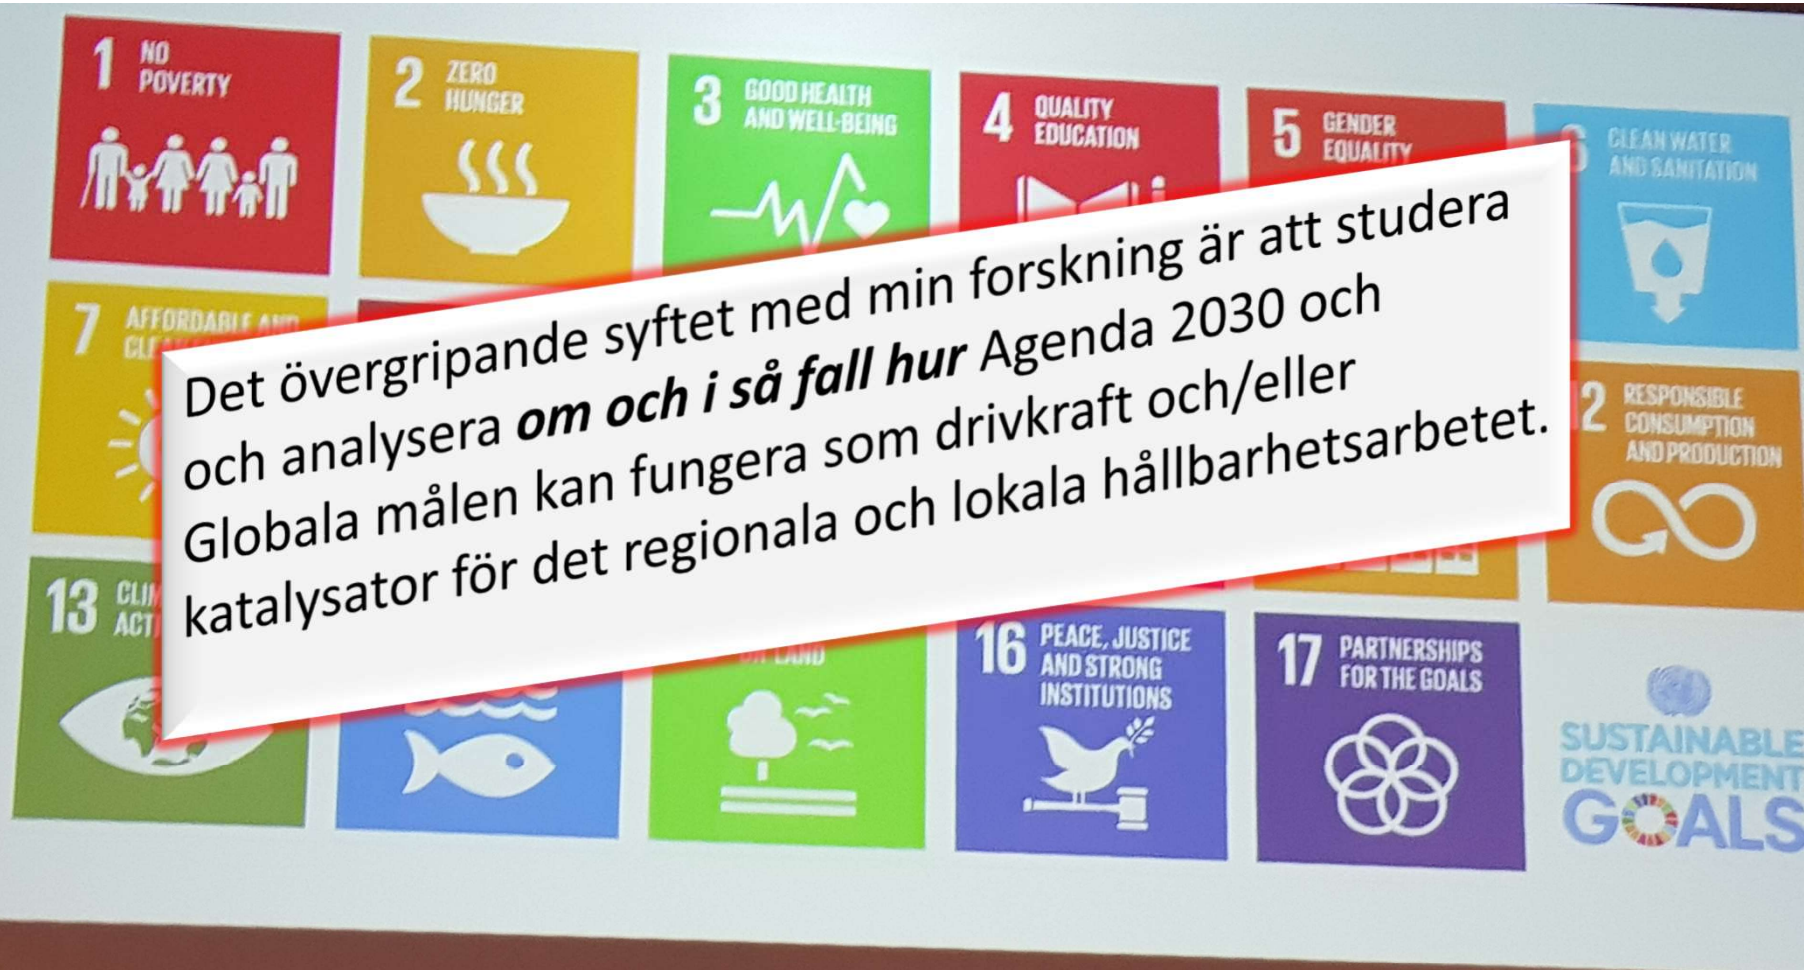 1 NO
POVERTY
2 ZERO
HUNGER
3 GOOD HEALTH
AND WELL-BEING
4 QUALITY
EDUCATION
5 GENDER
EQUALITY
6 CLEAN WATER
AND SANITATION
Det övergripande syftet med min forskning är att studera
och analysera om och i så fall hur Agenda 2030 och
Globala målen kan fungera som drivkraft och/eller
katalysator för det regionala och lokala hållbarhetsarbetet.
7 AFFORDABLE AND
RESPONSIBLE
CONSUMPTION
AND PRODUCTION
13
16 PEACE, JUSTICE
AND STRONG
INSTITUTIONS
17 PARTNERSHIPS
FOR THE GOALS
SUSTAINABLE
DEVELOPMENT
GOALS